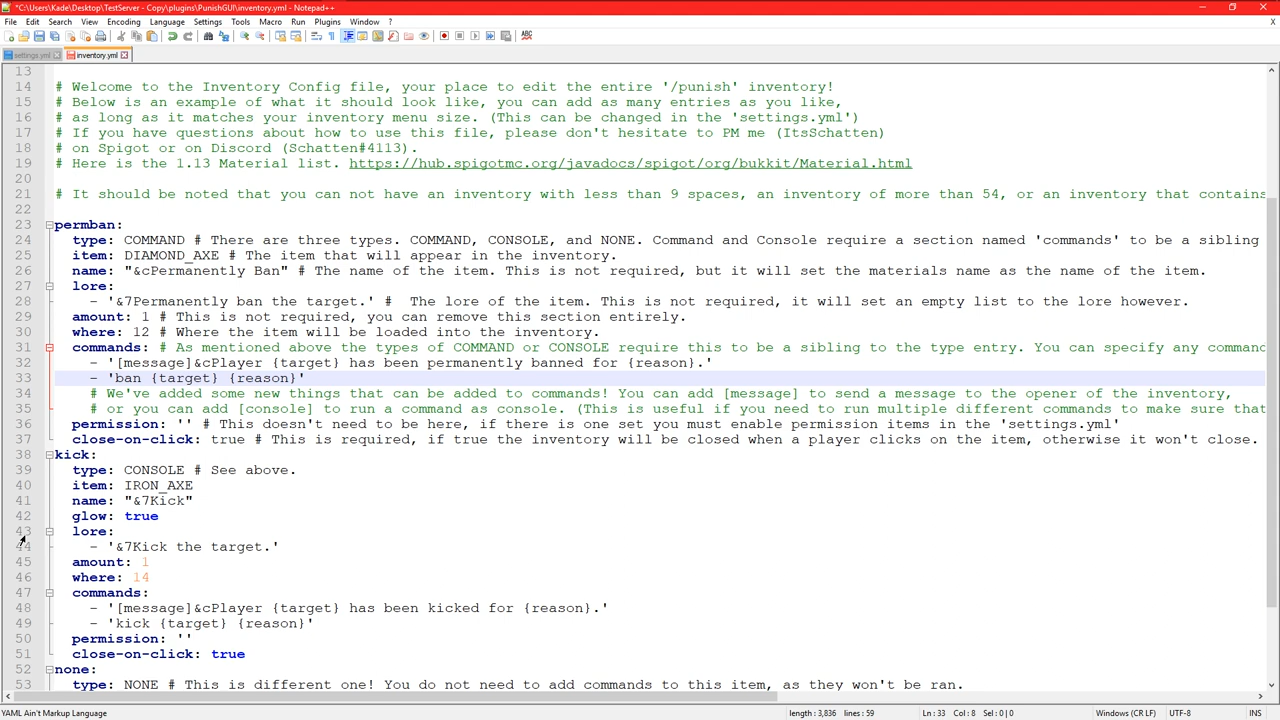 *C:\Users\Kade\Desktop\TestServer - Copy\plugins\PunishGUI\inventory.yml - Notepad++
File Edit Search View Encoding Language Settings Tools Macro Run Plugins Window ? X
settings.yml inventory.yml
13
14 # Welcome to the Inventory Config file, your place to edit the entire '/punish' inventory!
15 # Below is an example of what it should look like, you can add as many entries as you like,
16 # as long as it matches your inventory menu size. (This can be changed in the 'settings.yml')
17 # If you have questions about how to use this file, please don't hesitate to PM me (ItsSchatten)
18 # on Spigot or on Discord (Schatten#4113).
19 # Here is the 1.13 Material list. https://hub.spigotmc.org/javadocs/spigot/org/bukkit/Material.html
20
21 # It should be noted that you can not have an inventory with less than 9 spaces, an inventory of more than 54, or an inventory that contains
22
23 permban:
24 type: COMMAND # There are three types. COMMAND, CONSOLE, and NONE. Command and Console require a section named 'commands' to be a sibling
25 item: DIAMOND_AXE # The item that will appear in the inventory.
26 name: "&cPermanently Ban" # The name of the item. This is not required, but it will set the materials name as the name of the item.
27 lore:
28 - '&7Permanently ban the target.' #  The lore of the item. This is not required, it will set an empty list to the lore however.
29 amount: 1 # This is not required, you can remove this section entirely.
30 where: 12 # Where the item will be loaded into the inventory.
31 commands: # As mentioned above the types of COMMAND or CONSOLE require this to be a sibling to the type entry. You can specify any command
32 - '[message]&cPlayer {target} has been permanently banned for {reason}.'
33 - 'ban {target} {reason}'
34 # We've added some new things that can be added to commands! You can add [message] to send a message to the opener of the inventory,
35 # or you can add [console] to run a command as console. (This is useful if you need to run multiple different commands to make sure that
36 permission: '' # This doesn't need to be here, if there is one set you must enable permission items in the 'settings.yml'
37 close-on-click: true # This is required, if true the inventory will be closed when a player clicks on the item, otherwise it won't close.
38 kick:
39 type: CONSOLE # See above.
40 item: IRON_AXE
41 name: "&7Kick"
42 glow: true
43 lore:
44 - '&7Kick the target.'
45 amount: 1
46 where: 14
47 commands:
48 - '[message]&cPlayer {target} has been kicked for {reason}.'
49 - 'kick {target} {reason}'
50 permission: ''
51 close-on-click: true
52 none:
53 type: NONE # This is different one! You do not need to add commands to this item, as they won't be ran.
YAML Ain't Markup Language length : 3,836 lines : 59 Ln : 33 Col : 8 Sel : 0 | 0 Windows (CR LF) UTF-8 INS